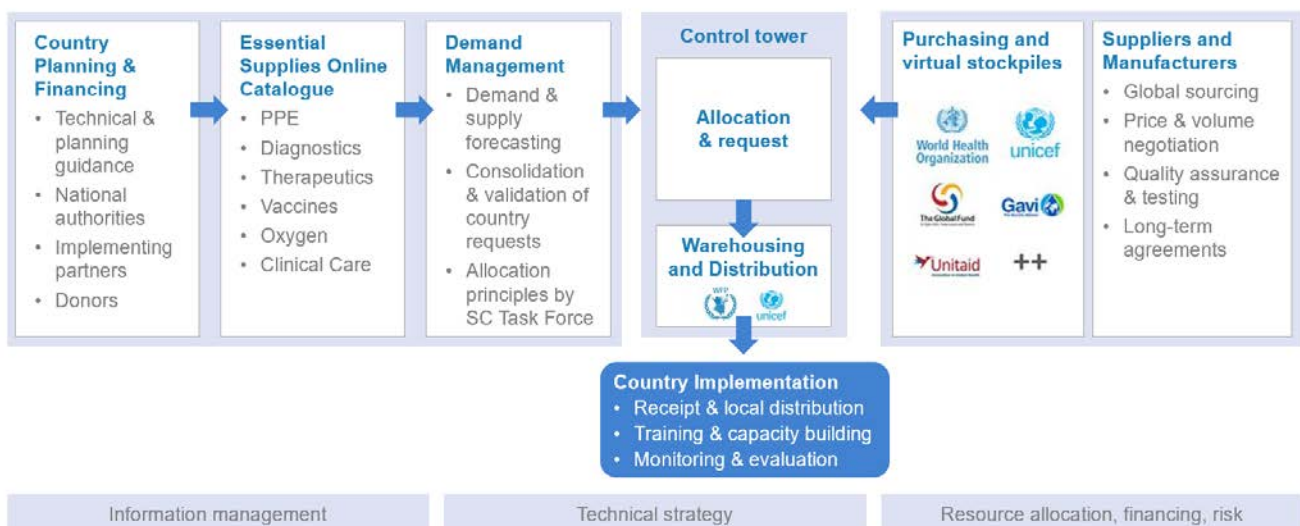 Country
Planning &
Financing
• Technical &
planning
guidance
• National
authorities
• Implementing
partners
• Donors
Essential
Supplies Online
Catalogue
• PPE
• Diagnostics
• Therapeutics
• Vaccines
• Oxygen
• Clinical Care
Demand
Management
• Demand &
supply
forecasting
• Consolidation
& validation of
country
requests
• Allocation
principles by
SC Task Force
Control tower
Allocation
& request
Warehousing
and Distribution
WFP
unicef
Country Implementation
• Receipt & local distribution
• Training & capacity building
• Monitoring & evaluation
Purchasing and
virtual stockpiles
World Health
Organization
unicef
The Global Fund
Gavi
Unitaid
++
Suppliers and
Manufacturers
• Global sourcing
• Price & volume
negotiation
• Quality assurance
& testing
• Long-term
agreements
Information management
Technical strategy
Resource allocation, financing, risk